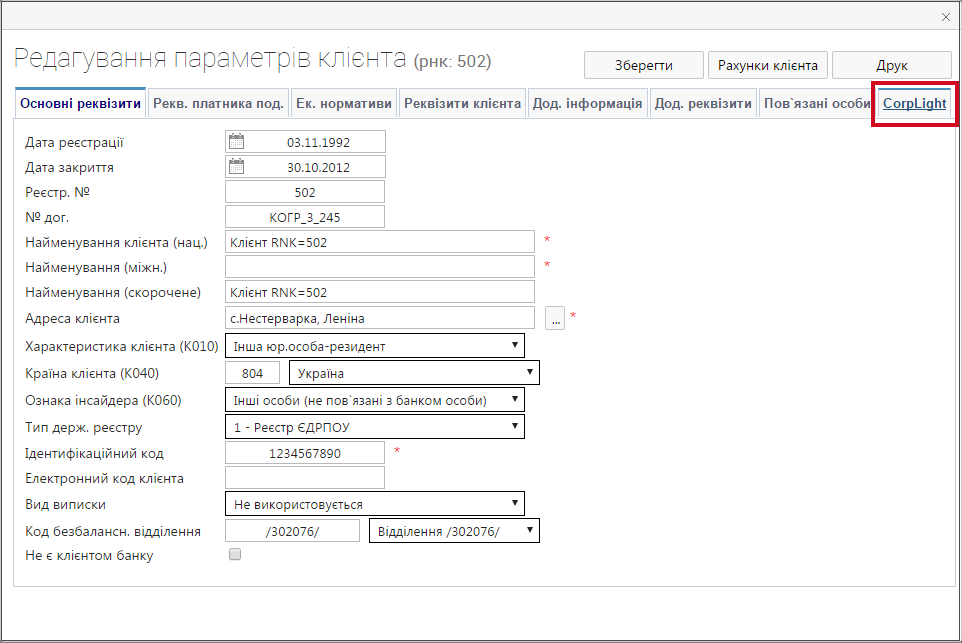 Редагування параметрів клієнта (рнк: 502)
Зберегти Рахунки клієнта Друк
Основні реквізити Рекв. платника под. Ек. нормативи Реквізити клієнта Дод. інформація Дод. реквізити Пов`язані особи CorpLight
Дата реєстрації 03.11.1992
Дата закриття 30.10.2012
Реєстр. № 502
№ дог. КОГР_3_245
Найменування клієнта (нац.) Клієнт RNK=502 *
Найменування (міжн.) *
Найменування (скорочене) Клієнт RNK=502
Адреса клієнта с.Нестерварка, Леніна ... *
Характеристика клієнта (К010) Інша юр.особа-резидент
Країна клієнта (К040) 804 Україна
Ознака інсайдера (К060) Інші особи (не пов`язані з банком особи)
Тип держ. реєстру 1 - Реєстр ЄДРПОУ
Ідентифікаційний код 1234567890 *
Електронний код клієнта
Вид виписки Не використовується
Код безбалансн. відділення /302076/ Відділення /302076/
Не є клієнтом банку